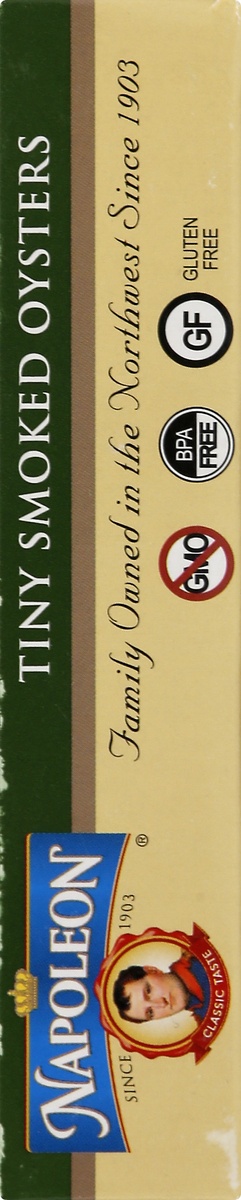 NAPOLEON
®
SINCE 1903
CLASSIC TASTE
TINY SMOKED OYSTERS
Family Owned in the Northwest Since 1903
GMO
BPA
FREE
GF
GLUTEN
FREE